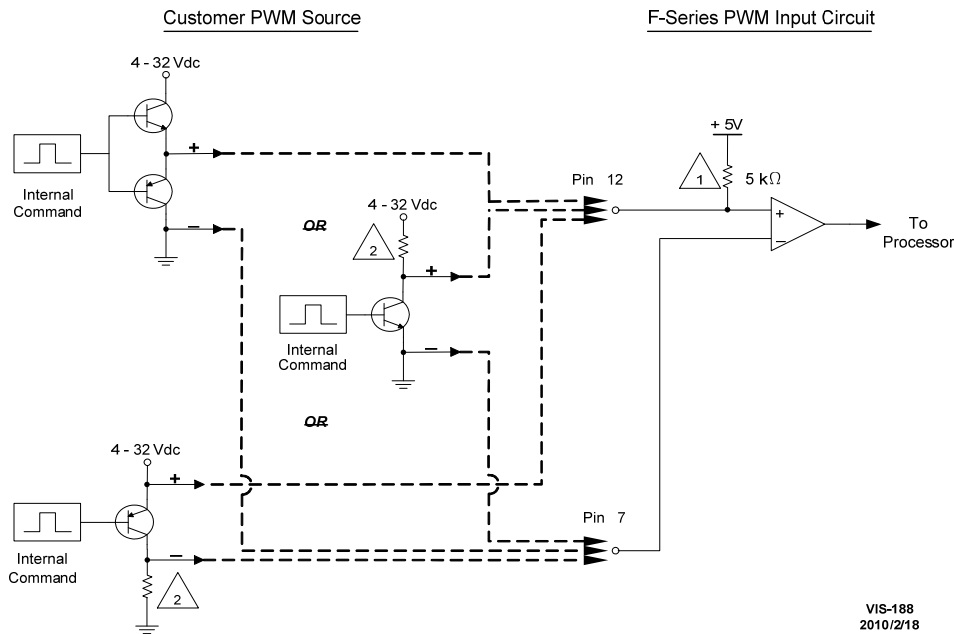 Customer PWM Source
F-Series PWM Input Circuit
4 - 32 Vdc
+
Internal
Command
–
OR
4 - 32 Vdc
2
+
Internal
Command
–
OR
4 - 32 Vdc
+
Internal
Command
–
2
Pin 12
+ 5V
1
5 kΩ
+
–
To
Processor
Pin 7
VIS-188
2010/2/18